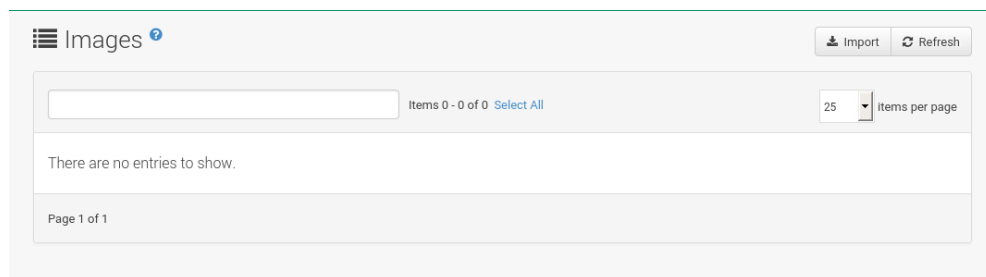 Images ?
Import Refresh
Items 0 - 0 of 0 Select All 25 items per page
There are no entries to show.
Page 1 of 1